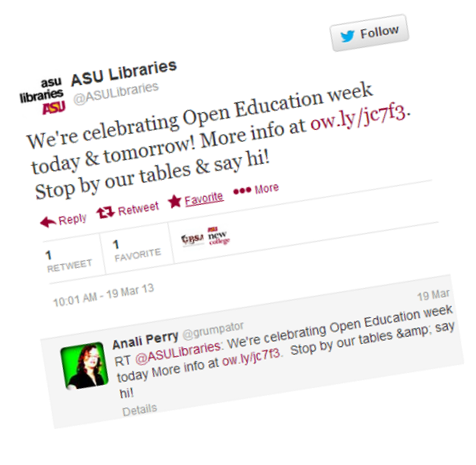 Follow
asu
libraries
ASU
ASU Libraries
@ASULibraries
We're celebrating Open Education week
today & tomorrow! More info at ow.ly/jc7f3.
Stop by our tables & say hi!
Reply Retweet Favorite More
1 1
RETWEET FAVORITE
new
college
10:01 AM - 19 Mar 13
Anali Perry @grumpator 19 Mar
RT @ASULibraries: We're celebrating Open Education week
today More info at ow.ly/jc7f3. Stop by our tables &amp; say
hi!
Details